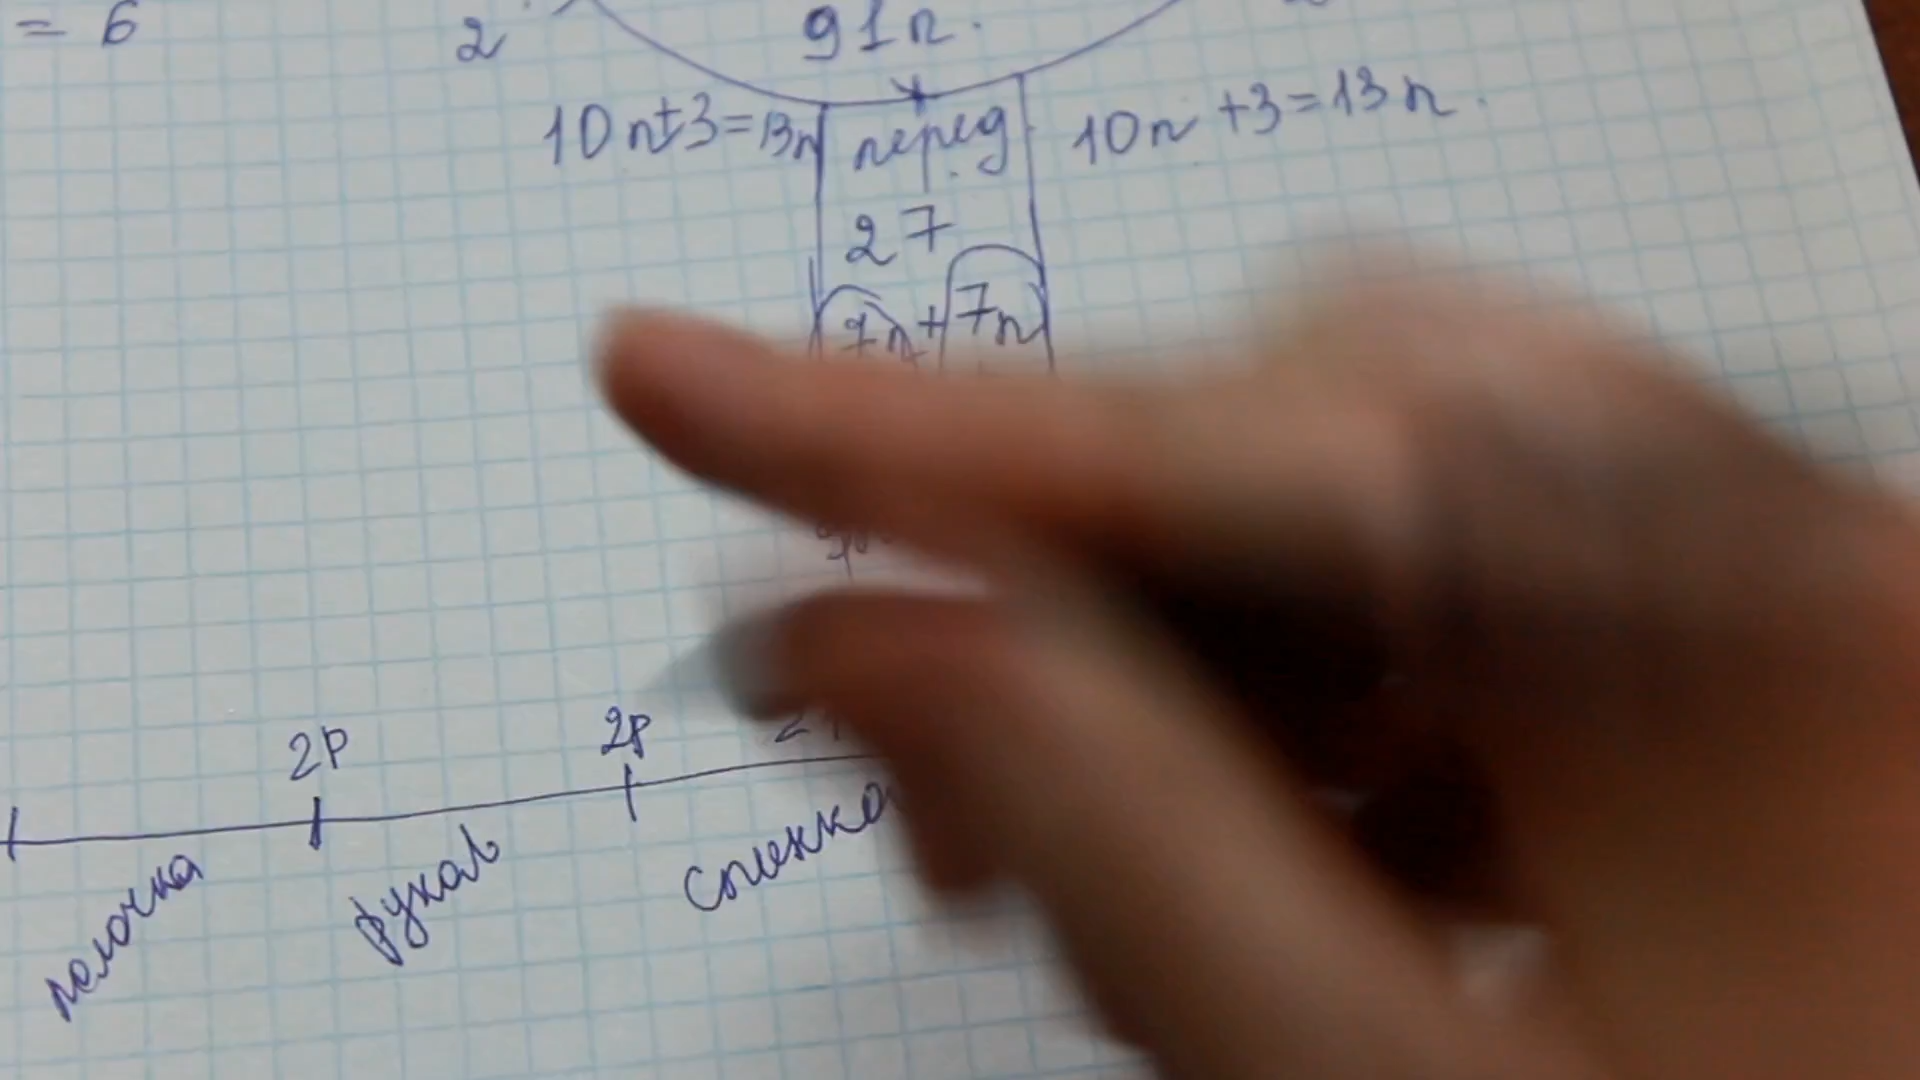 = 6
2
91п.
10п+3=13п
перед
10п +3=13п.
27
7п+
7п
2р
2р
полочка
рукав
Спинка